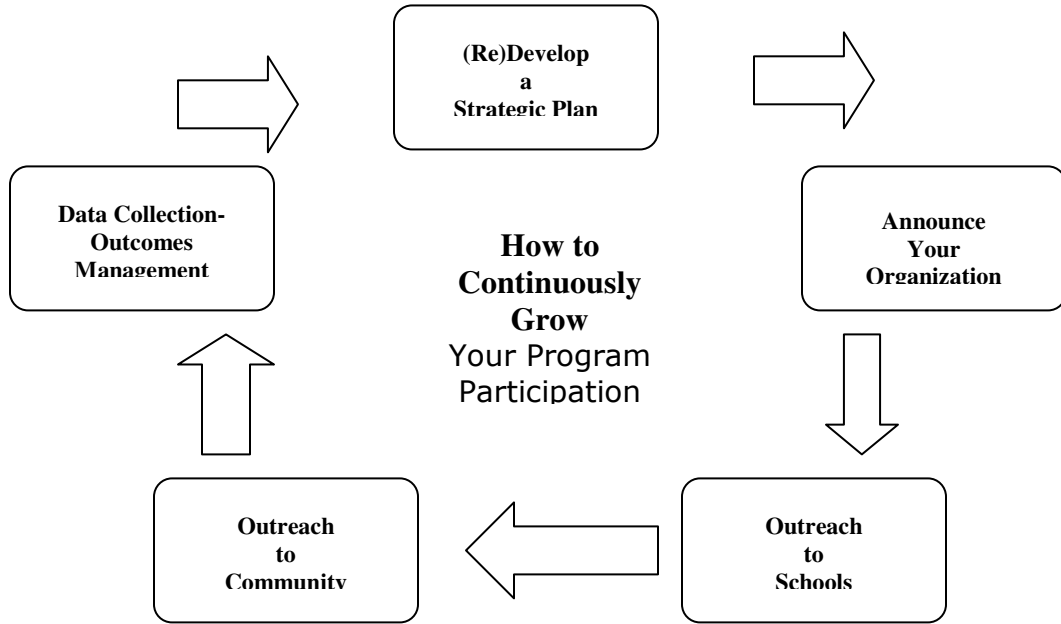 (Re)Develop
a
Strategic Plan
Announce
Your
Organization
Outreach
to
Schools
Outreach
to
Community
Data Collection-
Outcomes
Management
How to
Continuously
Grow
Your Program
Participation